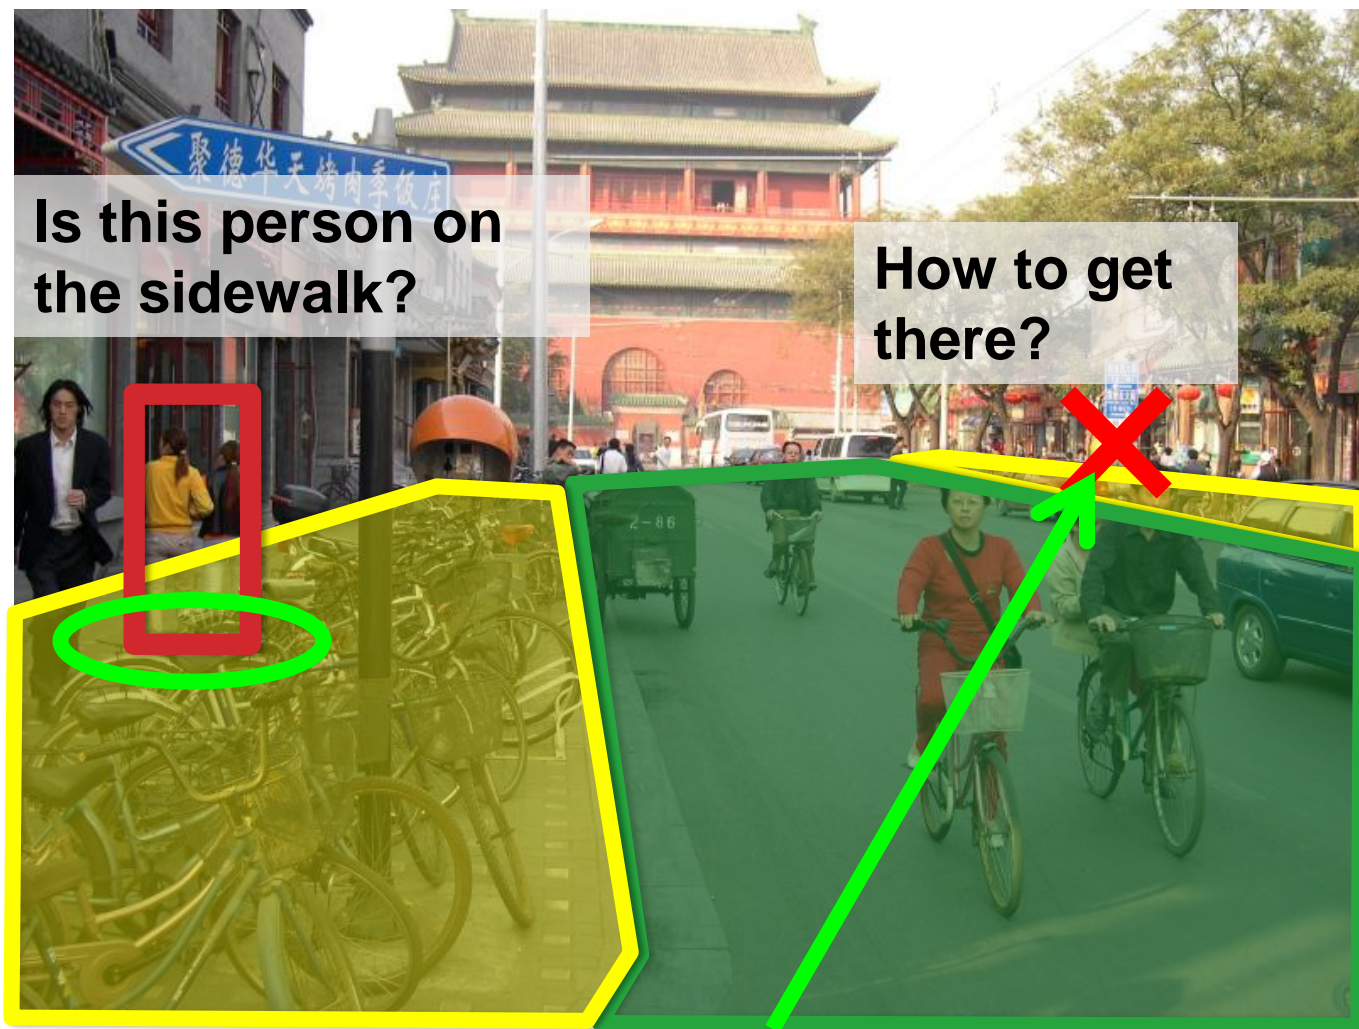 聚德华天烤肉季饭庄
Is this person on
the sidewalk?
How to get
there?
2-86